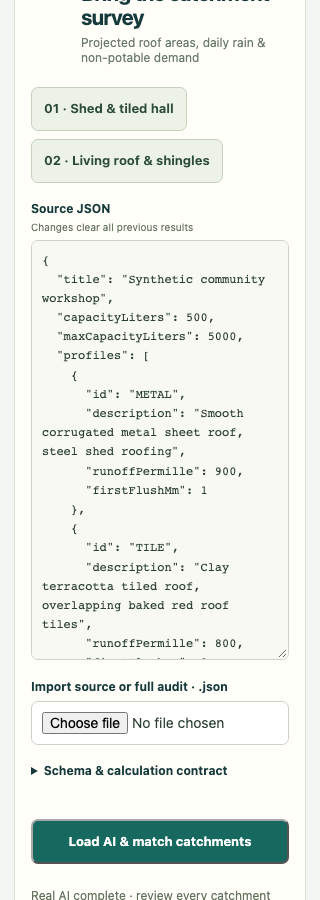 Bring the catchment
survey
Projected roof areas, daily rain &
non-potable demand
01 · Shed & tiled hall
02 · Living roof & shingles
Source JSON
Changes clear all previous results
{
"title": "Synthetic community
workshop",
"capacityLiters": 500,
"maxCapacityLiters": 5000,
"profiles": [
{
"id": "METAL",
"description": "Smooth
corrugated metal sheet roof,
steel shed roofing",
"runoffPermille": 900,
"firstFlushMm": 1
},
{
"id": "TILE",
"description": "Clay
terracotta tiled roof,
overlapping baked red roof
tiles",
"runoffPermille": 800,
Import source or full audit · .json
Choose file No file chosen
▶ Schema & calculation contract
Load AI & match catchments
Real AI complete · review every catchment